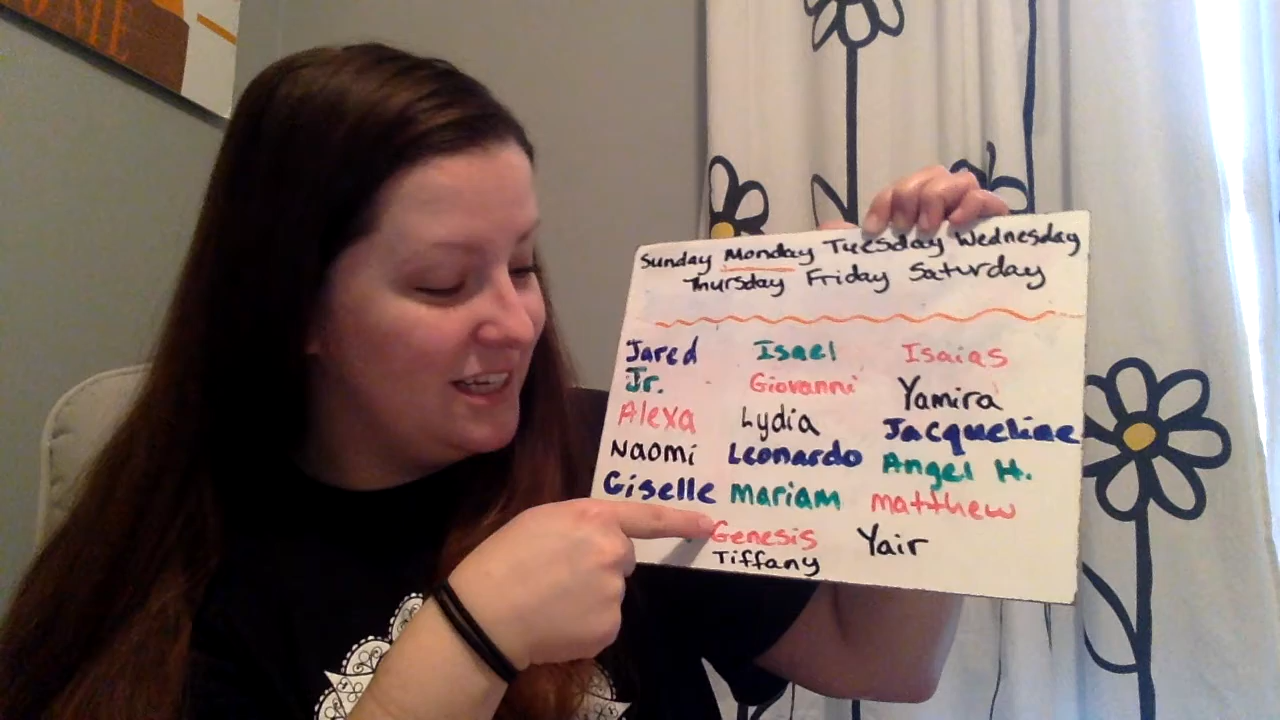 Sunday Monday Tuesday Wednesday
Thursday Friday Saturday
Jared Isael Isaias
Jr. Giovanni Yamira
Alexa Lydia Jacqueline
Naomi Leonardo Angel H.
Giselle Mariam Matthew
Genesis Yair
Tiffany